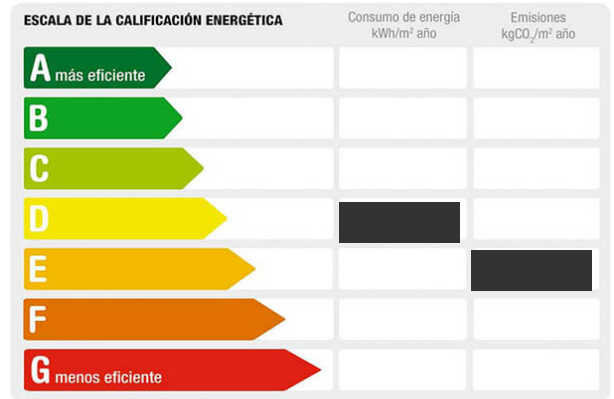 ESCALA DE LA CALIFICACIÓN ENERGÉTICA
Consumo de energía
kWh/m² año
Emisiones
kgCO₂/m² año
A más eficiente
B
C
D
E
F
G menos eficiente